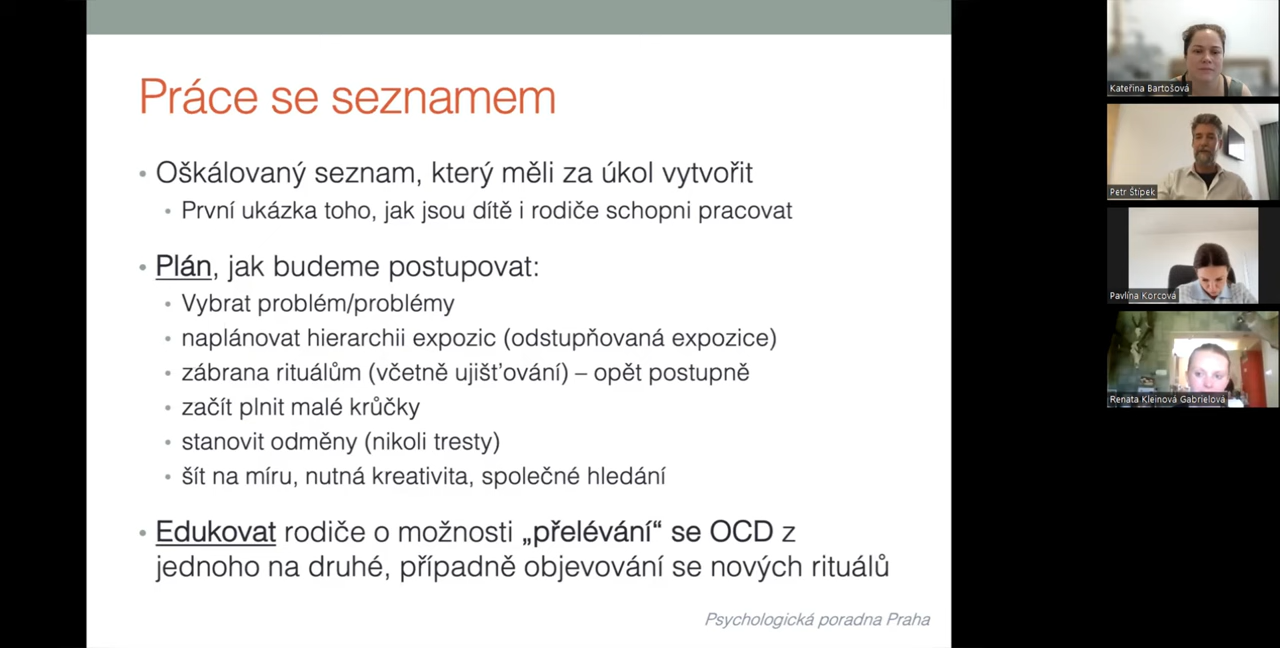 Práce se seznamem
• Oškálovaný seznam, který měli za úkol vytvořit
• První ukázka toho, jak jsou dítě i rodiče schopni pracovat
• Plán, jak budeme postupovat:
• Vybrat problém/problémy
• naplánovat hierarchii expozic (odstupňovaná expozice)
• zábrana rituálům (včetně ujišťování) – opět postupně
• začít plnit malé krůčky
• stanovit odměny (nikoli tresty)
• šít na míru, nutná kreativita, společné hledání
• Edukovat rodiče o možnosti „přelévání“ se OCD z
jednoho na druhé, případně objevování se nových rituálů
Psychologická poradna Praha
Kateřina Bartošová
Petr Štípek
Pavlína Korcová
Renata Kleinová Gabrielová